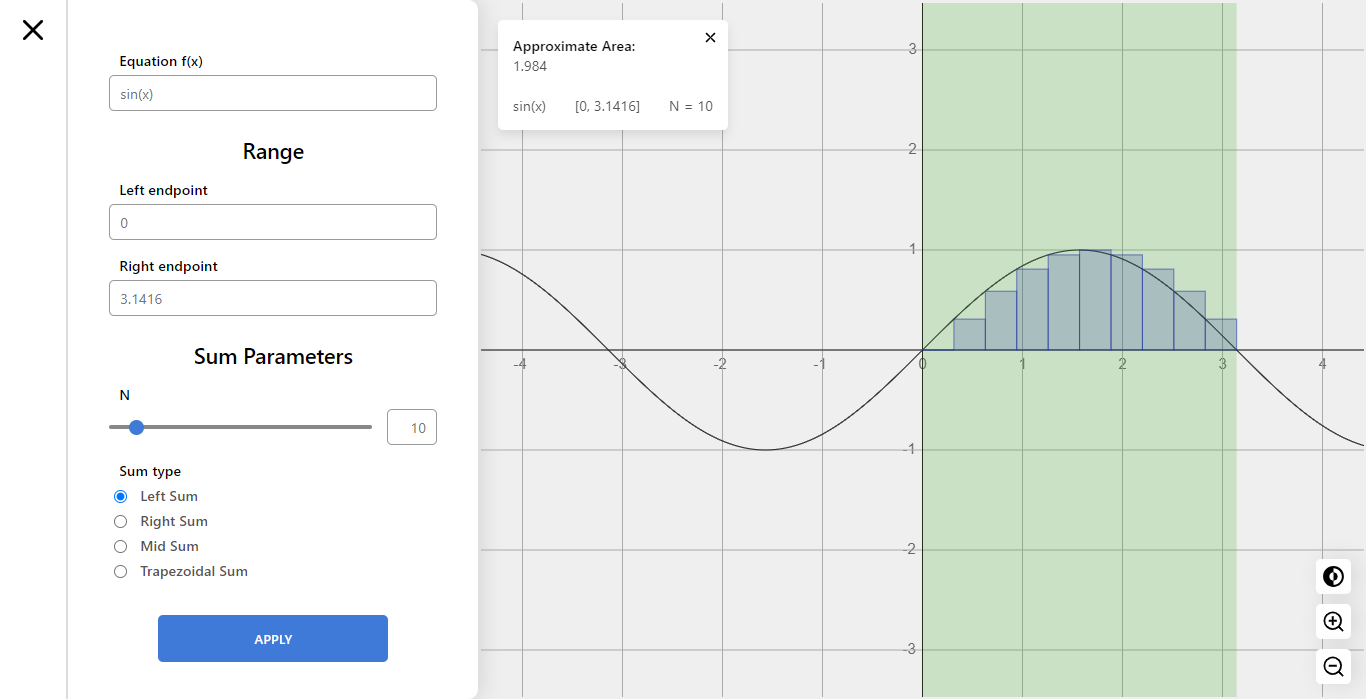 Equation f(x)
sin(x)
Range
Left endpoint
0
Right endpoint
3.1416
Sum Parameters
N
10
Sum type
Left Sum
Right Sum
Mid Sum
Trapezoidal Sum
APPLY
Approximate Area:
1.984
sin(x) [0, 3.1416] N = 10
3
2
1
-4 -3 -2 -1 0 1 2 3 4
-1
-2
-3